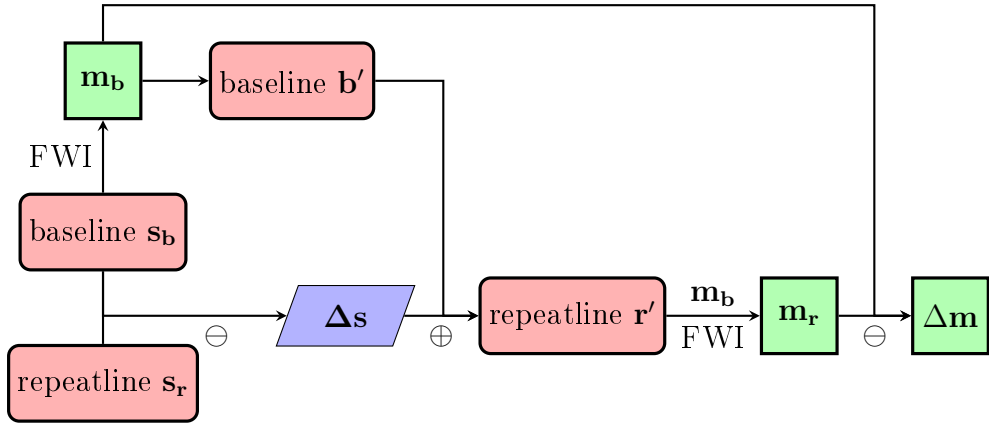 m_b
baseline b′
FWI
baseline s_b
⊖
Δs
⊕
repeatline r′
m_b
FWI
m_r
⊖
Δm
repeatline s_r